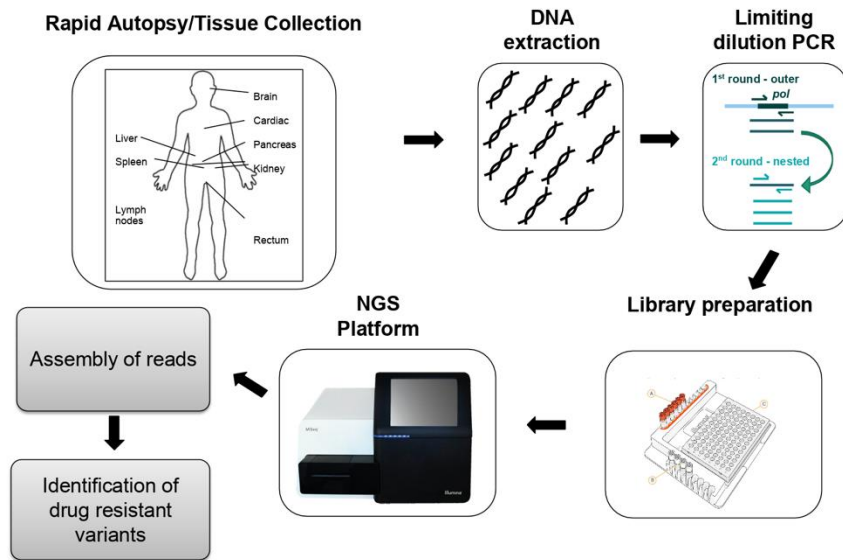 Rapid Autopsy/Tissue Collection
Brain
Cardiac
Liver
Pancreas
Spleen
Kidney
Lymph
nodes
Rectum
DNA
extraction
Limiting
dilution PCR
1st round - outer
pol
2nd round - nested
Library preparation
A
C
B
NGS
Platform
illumina
Assembly of reads
Identification of
drug resistant
variants